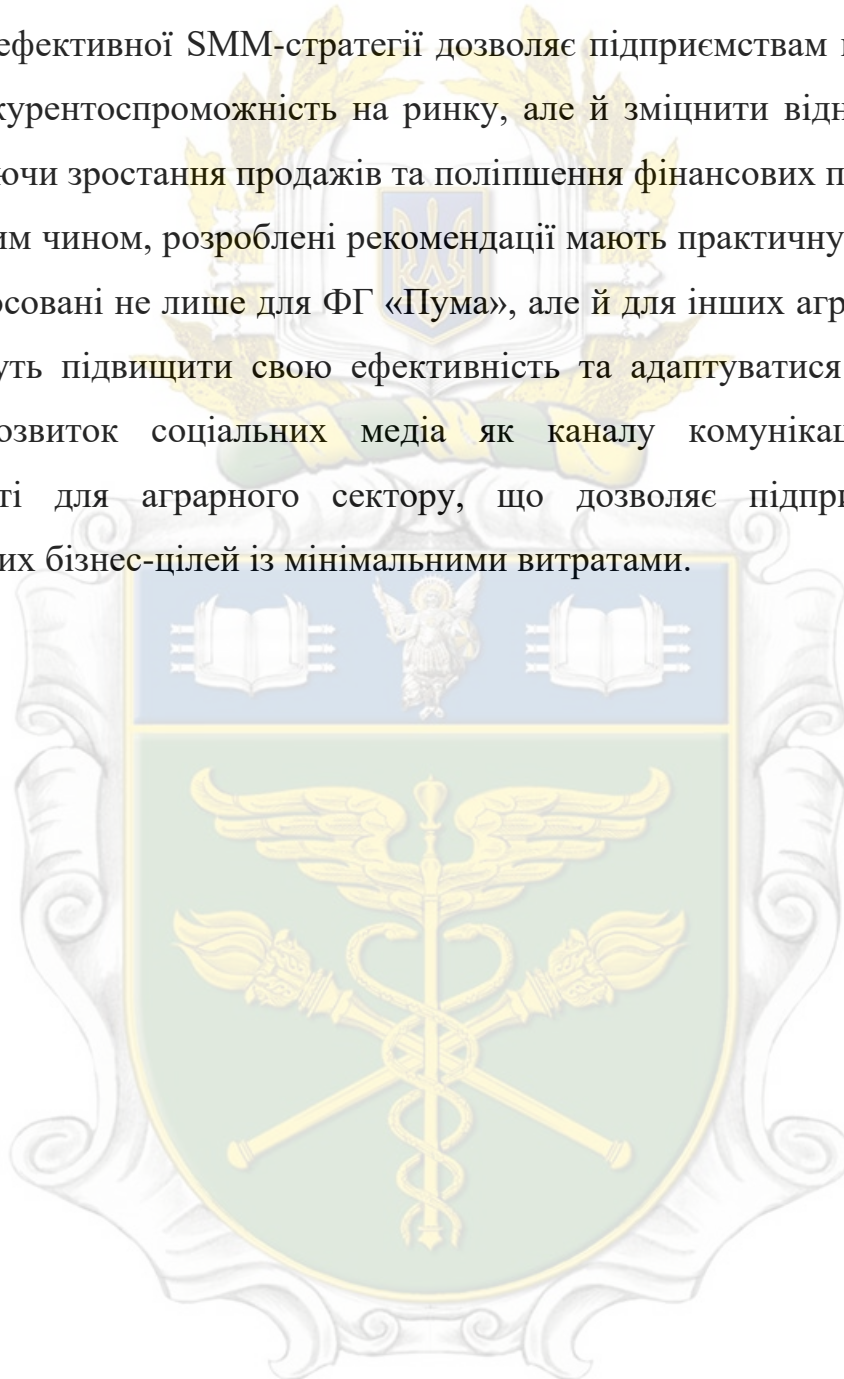 ефективної SMM-стратегії дозволяє підприємствам
курентоспроможність на ринку, але й зміцнити відн
ючи зростання продажів та поліпшення фінансових п
им чином, розроблені рекомендації мають практичну
осовані не лише для ФГ «Пума», але й для інших агр
уть підвищити свою ефективність та адаптуватися
озвиток соціальних медіа як каналу комунікац
ті для аграрного сектору, що дозволяє підпри
их бізнес-цілей із мінімальними витратами.